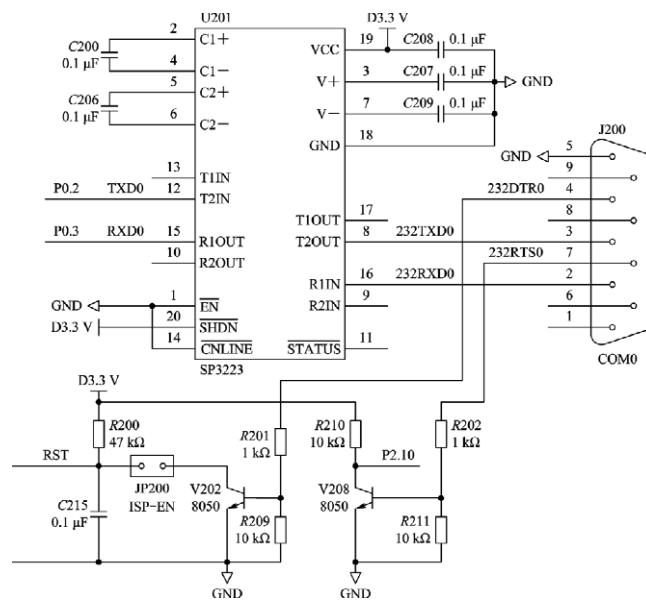 U201
D3.3 V
2
C1+
VCC
19
C208
0.1 μF
C200
0.1 μF
4
C1−
V+
3
C207
0.1 μF
GND
5
C2+
C206
0.1 μF
6
C2−
V−
7
C209
0.1 μF
GND
18
J200
GND
5
9
13
T1IN
232DTR0
4
P0.2
TXD0
12
T2IN
T1OUT
17
8
P0.3
RXD0
15
R1OUT
T2OUT
8
232TXD0
3
10
R2OUT
232RTS0
7
R1IN
16
232RXD0
2
GND
1
EN
R2IN
9
6
D3.3 V
20
SHDN
1
14
CNLINE
STATUS
11
SP3223
COM0
D3.3 V
R200
47 kΩ
R201
1 kΩ
R210
10 kΩ
R202
1 kΩ
RST
P2.10
JP200
ISP−EN
V202
8050
V208
8050
C215
0.1 μF
R209
10 kΩ
R211
10 kΩ
GND
GND